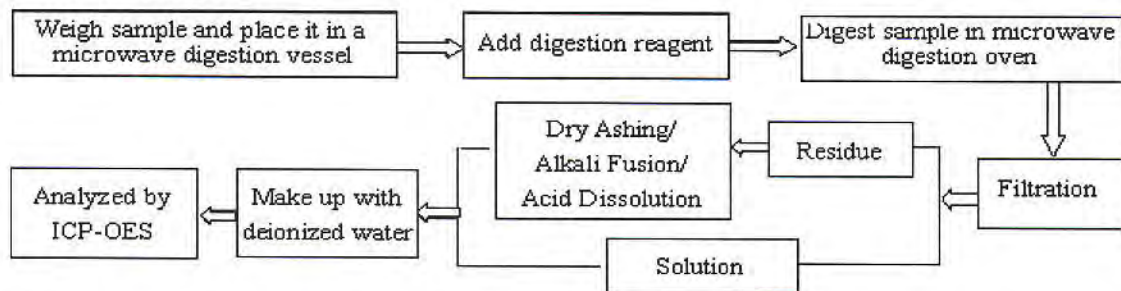 Weigh sample and place it in a
microwave digestion vessel
Add digestion reagent
Digest sample in microwave
digestion oven
Filtration
Residue
Solution
Dry Ashing/
Alkali Fusion/
Acid Dissolution
Make up with
deionized water
Analyzed by
ICP-OES